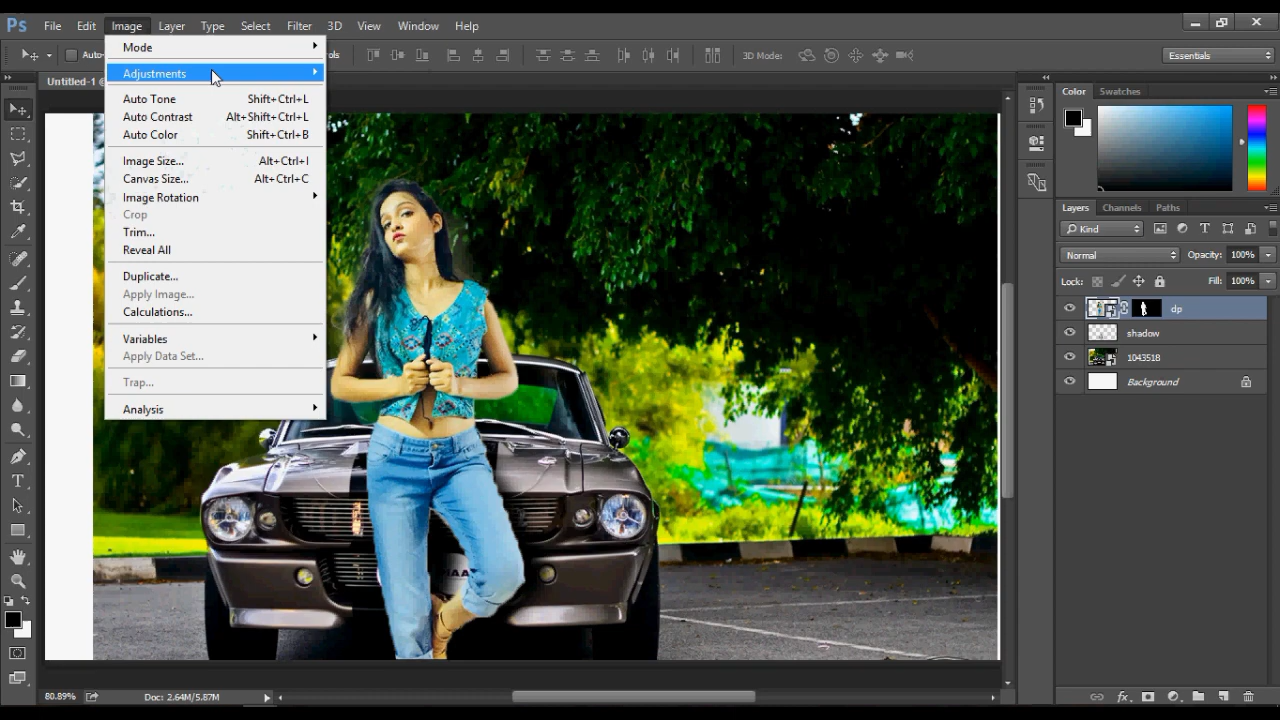 Ps File Edit Image Layer Type Select Filter 3D View Window Help
Auto- 3D Mode: Essentials
Mode
Untitled-1 @ Color Swatches
Adjustments
Auto Tone Shift+Ctrl+L
Auto Contrast Alt+Shift+Ctrl+L
Auto Color Shift+Ctrl+B
Image Size... Alt+Ctrl+I
Canvas Size... Alt+Ctrl+C
Image Rotation
Crop
Trim...
Reveal All
Duplicate...
Apply Image...
Calculations...
Variables
Apply Data Set...
Trap...
Analysis
Layers Channels Paths
Kind
Normal Opacity: 100%
Lock: Fill: 100%
dp
shadow
104351B
Background
80.89% Doc: 2.64M/5.87M